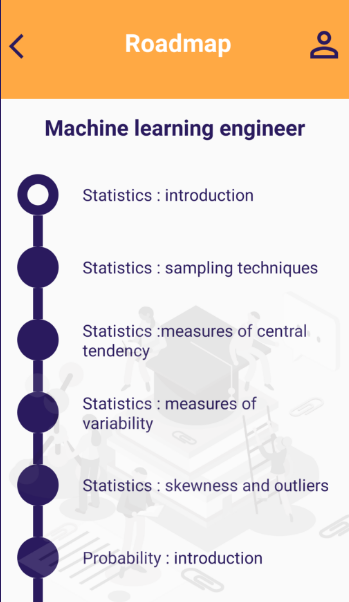 Roadmap
Machine learning engineer
Statistics : introduction
Statistics : sampling techniques
Statistics :measures of central
tendency
Statistics : measures of
variability
Statistics : skewness and outliers
Probability : introduction